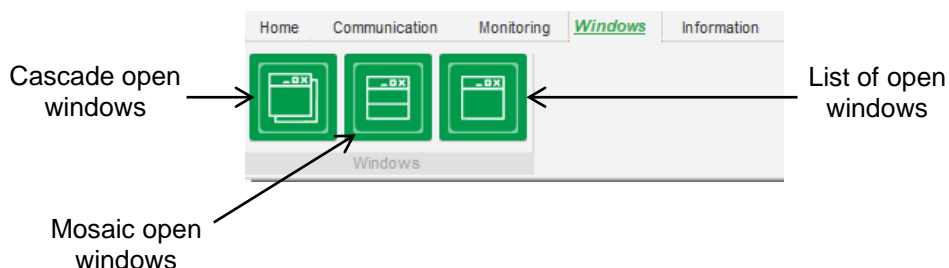 Home Communication Monitoring Windows Information
Cascade open
windows
List of open
windows
Windows
Mosaic open
windows